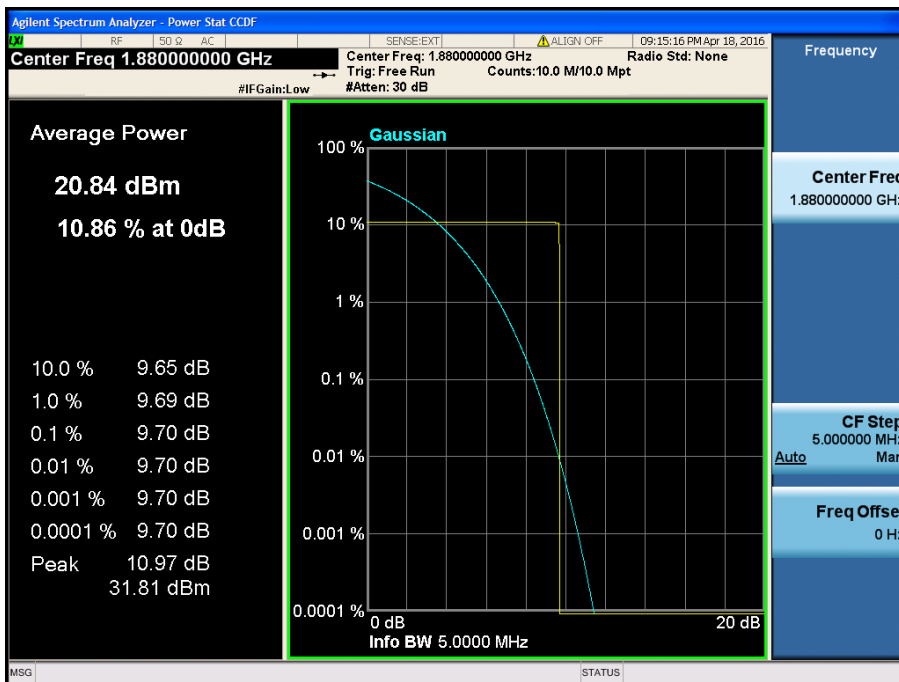 Agilent Spectrum Analyzer - Power Stat CCDF
LXI RF 50 Ω AC SENSE:EXT ALIGN OFF 09:15:16 PM Apr 18, 2016
Center Freq 1.880000000 GHz
Center Freq: 1.880000000 GHz Radio Std: None
Trig: Free Run Counts:10.0 M/10.0 Mpt
#IFGain:Low #Atten: 30 dB
Average Power
20.84 dBm
10.86 % at 0dB
10.0 % 9.65 dB
1.0 % 9.69 dB
0.1 % 9.70 dB
0.01 % 9.70 dB
0.001 % 9.70 dB
0.0001 % 9.70 dB
Peak 10.97 dB
31.81 dBm
Gaussian
100 %
10 %
1 %
0.1 %
0.01 %
0.001 %
0.0001 %
0 dB 20 dB
Info BW 5.0000 MHz
Frequency
Center Freq
1.880000000 GHz
CF Step
5.000000 MHz
Auto Man
Freq Offse
0 Hz
MSG STATUS